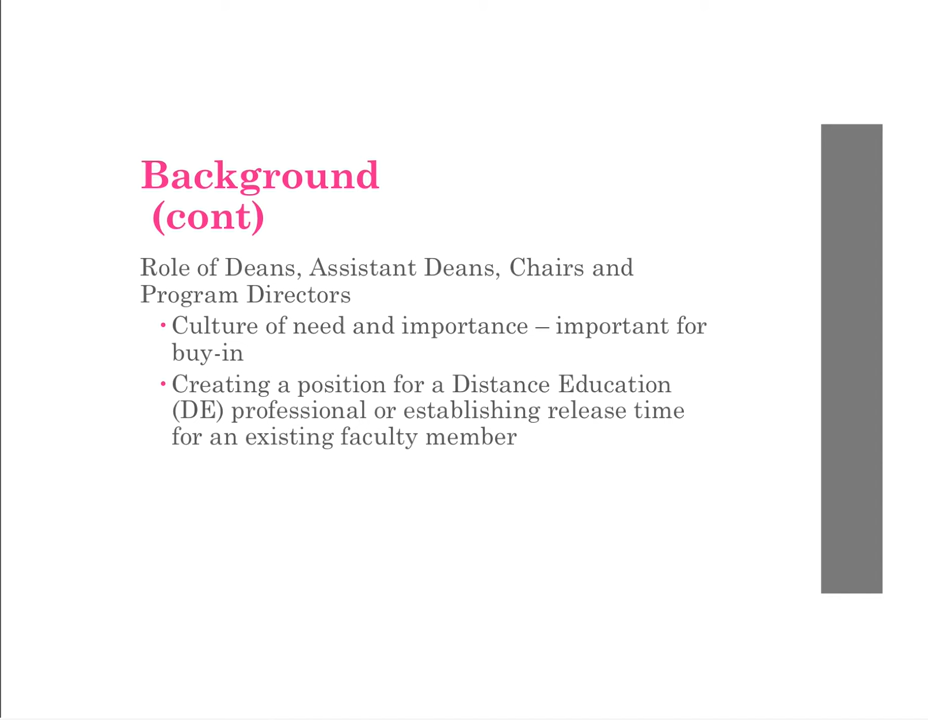 Background
(cont)
Role of Deans, Assistant Deans, Chairs and
Program Directors
• Culture of need and importance – important for
buy-in
• Creating a position for a Distance Education
(DE) professional or establishing release time
for an existing faculty member